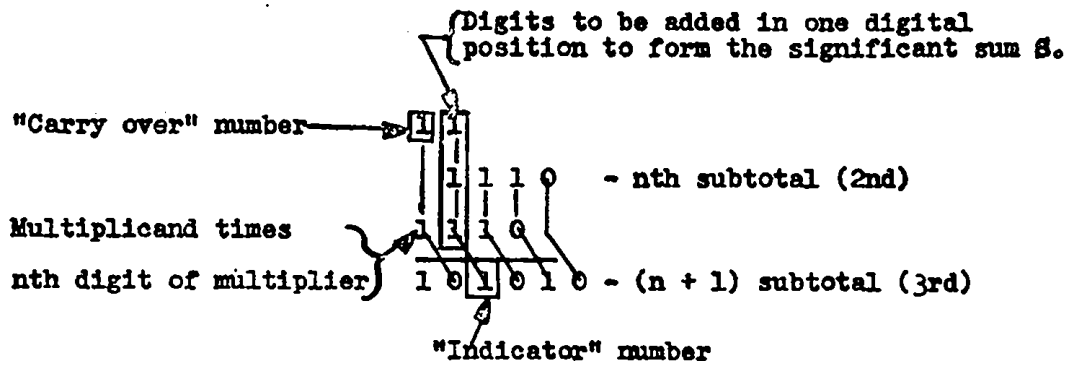 Digits to be added in one digital
position to form the significant sum S.
"Carry over" number
1 1
1 1 1 0 - nth subtotal (2nd)
Multiplicand times
1 1 1 0
nth digit of multiplier
1 0 1 0 1 0 - (n + 1) subtotal (3rd)
"Indicator" number